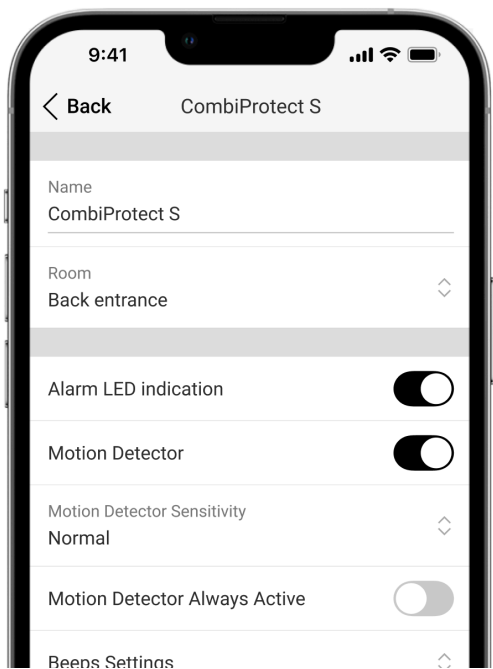 9:41
Back
CombiProtect S
Name
CombiProtect S
Room
Back entrance
Alarm LED indication
Motion Detector
Motion Detector Sensitivity
Normal
Motion Detector Always Active
Beeps Settings